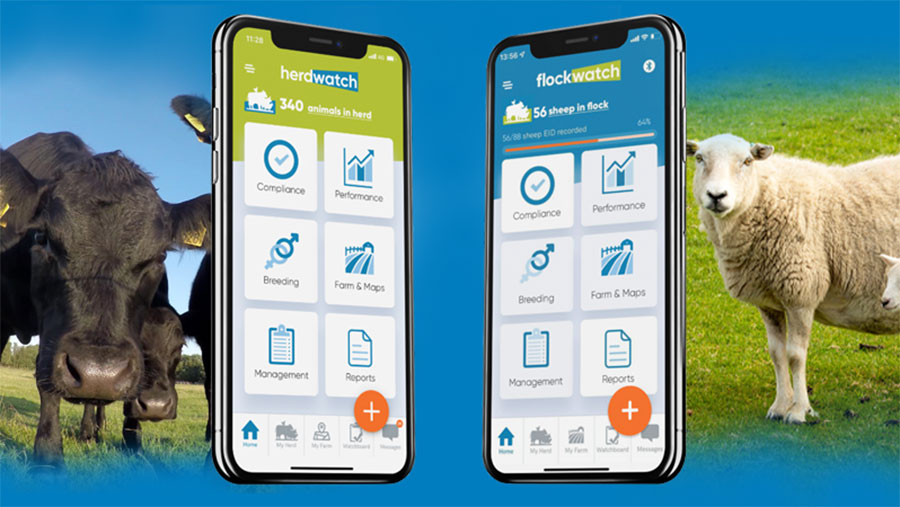 11:28
4G
herdwatch
340 animals in herd
Compliance
Performance
Breeding
Farm & Maps
Management
Reports
+
Home
My Herd
My Farm
Watchboard
Messages
13:56
flockwatch
56 sheep in flock
56/88 sheep EID recorded
64%
Compliance
Performance
Breeding
Farm & Maps
Management
Reports
+
Home
My Herd
My Farm
Watchboard
Messages